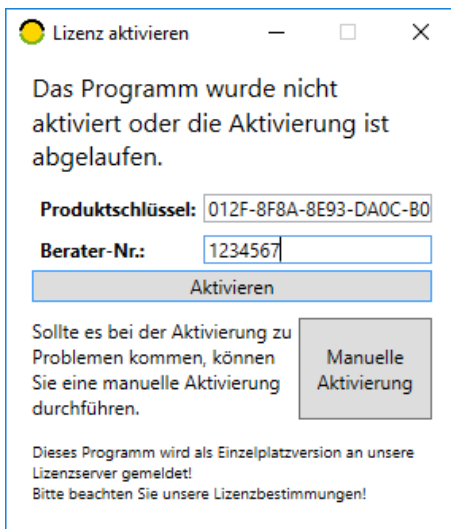 Lizenz aktivieren
Das Programm wurde nicht
aktiviert oder die Aktivierung ist
abgelaufen.
Produktschlüssel: 012F-8F8A-8E93-DA0C-B0
Berater-Nr.: 1234567
Aktivieren
Sollte es bei der Aktivierung zu
Problemen kommen, können
Sie eine manuelle Aktivierung
durchführen.
Manuelle
Aktivierung
Dieses Programm wird als Einzelplatzversion an unsere
Lizenzserver gemeldet!
Bitte beachten Sie unsere Lizenzbestimmungen!